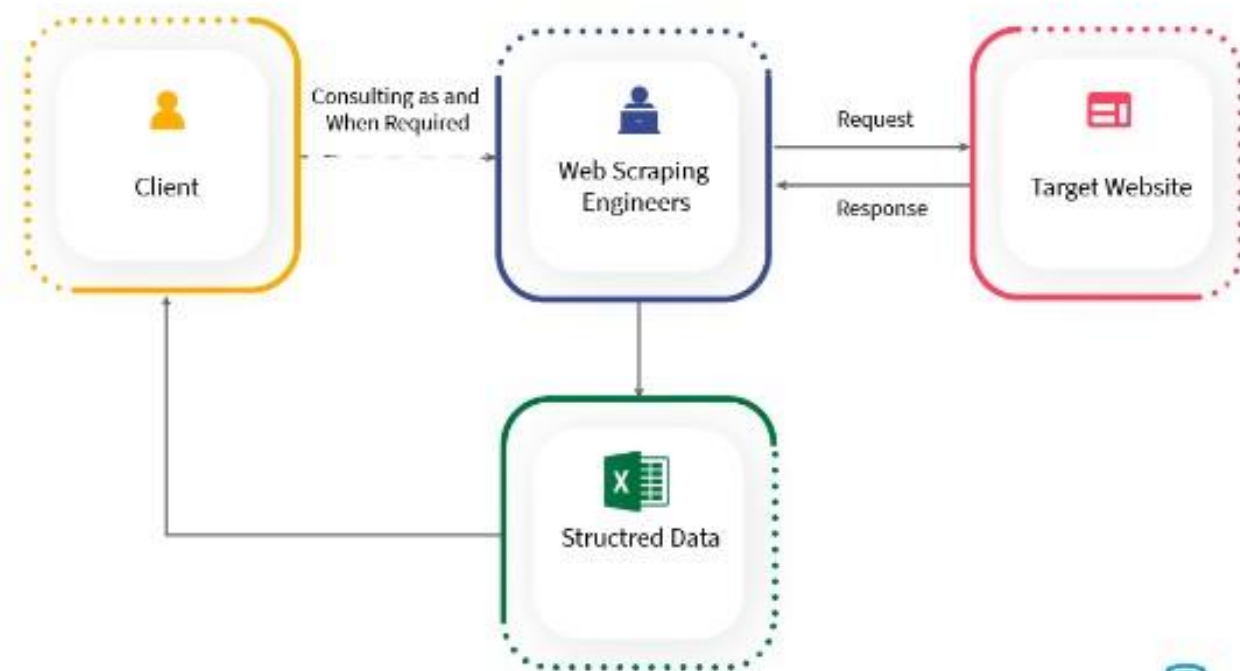 Consulting as and
When Required
Client
Web Scraping
Engineers
Request
Response
Target Website
X
Structred Data